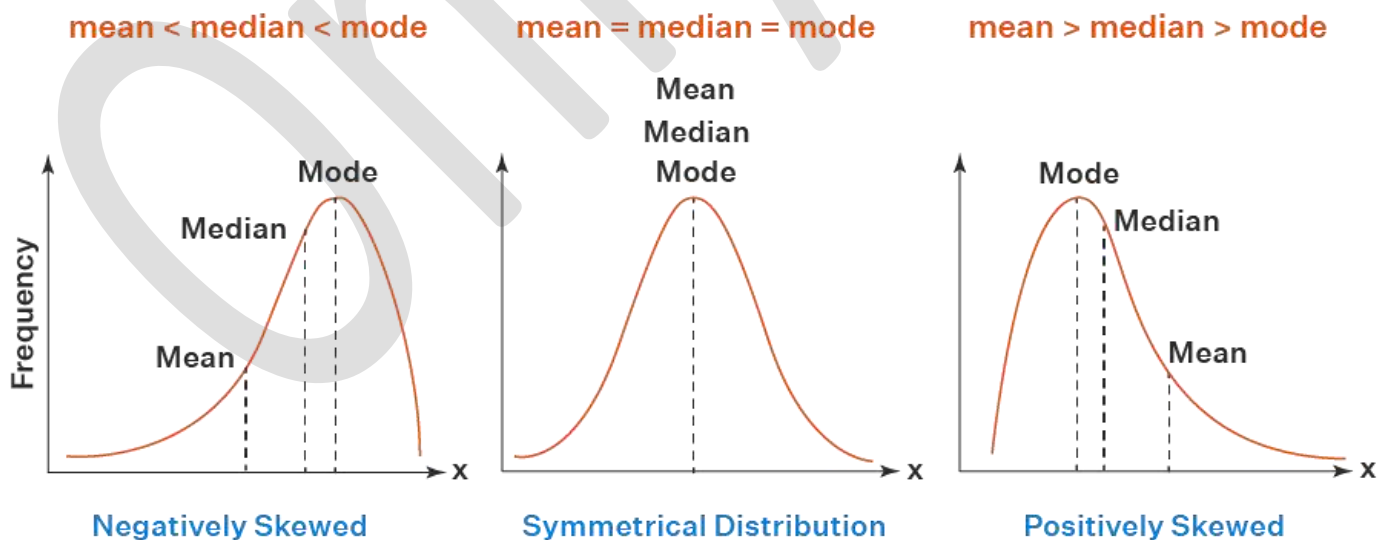 mean < median < mode
Mode
Median
Mean
Frequency
x
Negatively Skewed
mean = median = mode
Mean
Median
Mode
x
Symmetrical Distribution
mean > median > mode
Mode
Median
Mean
x
Positively Skewed